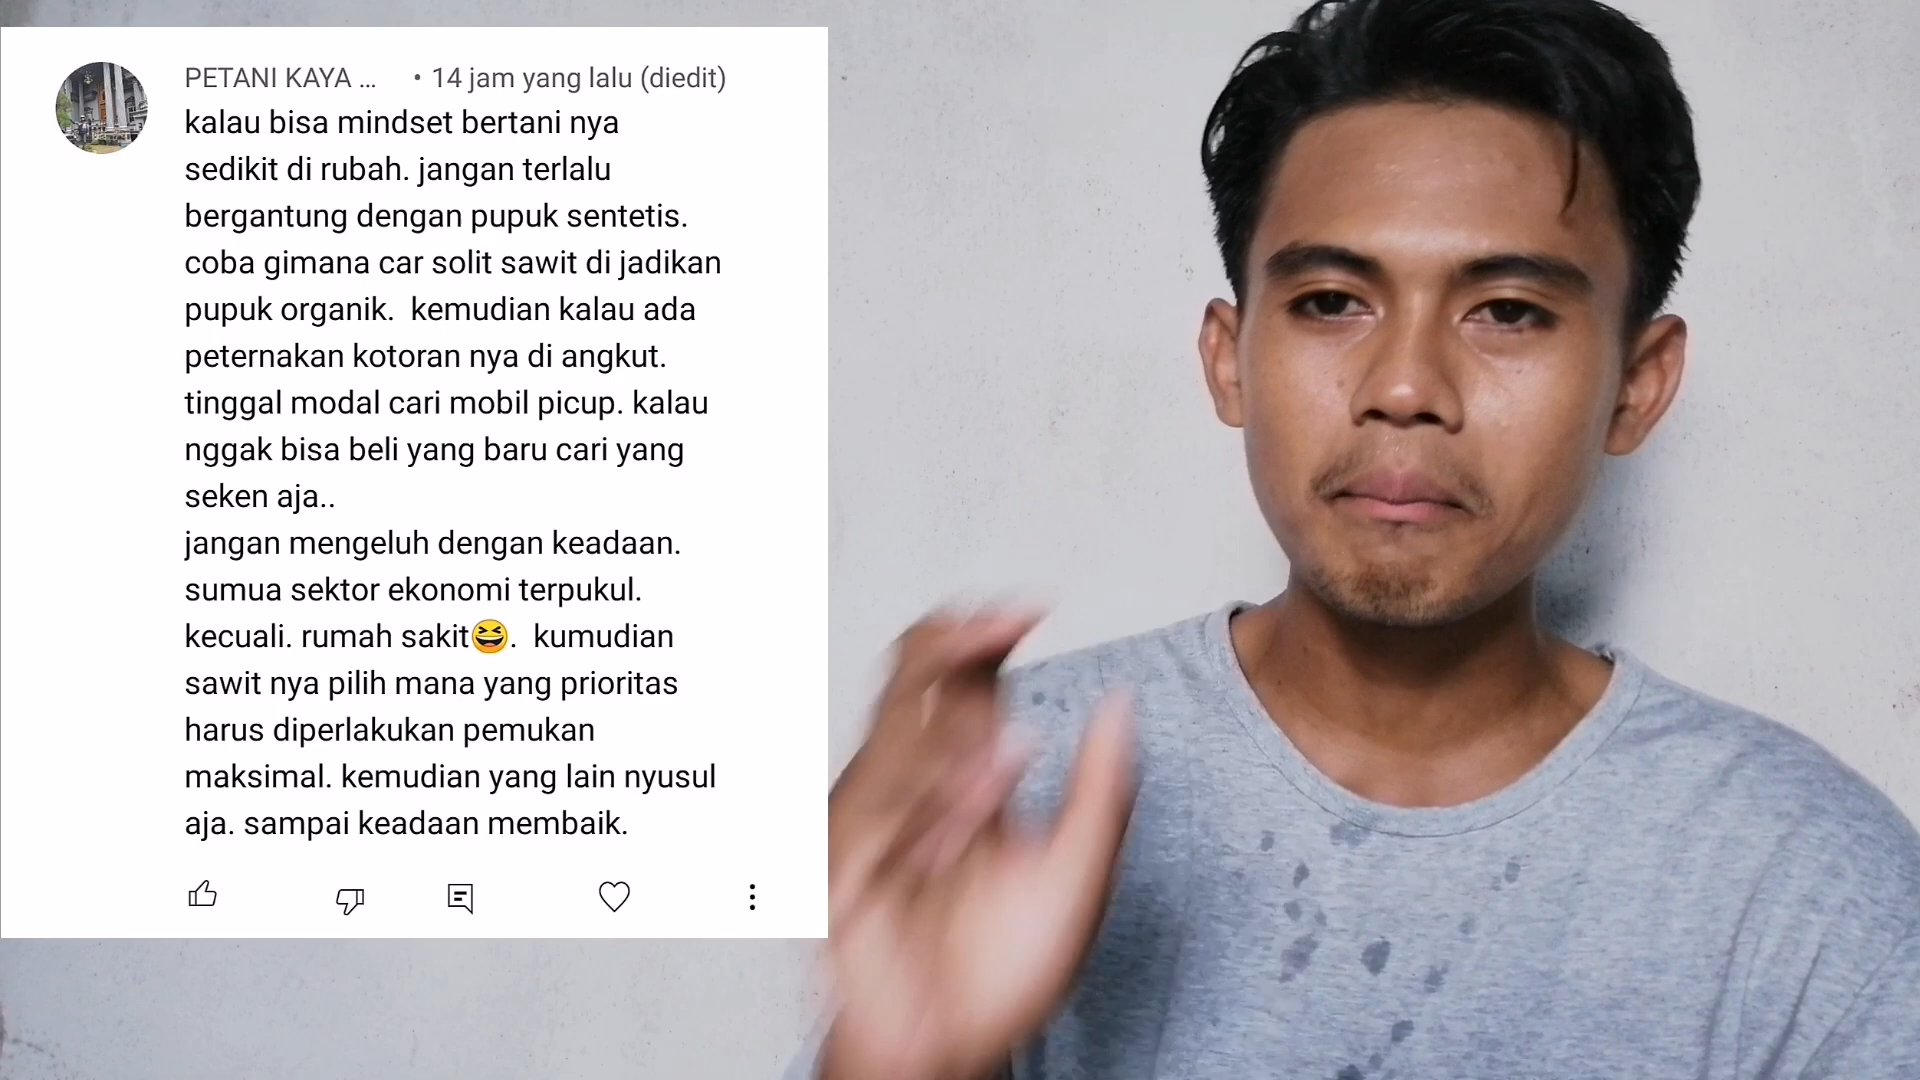 PETANI KAYA ... • 14 jam yang lalu (diedit)
kalau bisa mindset bertani nya
sedikit di rubah. jangan terlalu
bergantung dengan pupuk sentetis.
coba gimana car solit sawit di jadikan
pupuk organik.  kemudian kalau ada
peternakan kotoran nya di angkut.
tinggal modal cari mobil picup. kalau
nggak bisa beli yang baru cari yang
seken aja..
jangan mengeluh dengan keadaan.
sumua sektor ekonomi terpukul.
kecuali. rumah sakit😆.  kumudian
sawit nya pilih mana yang prioritas
harus diperlakukan pemukan
maksimal. kemudian yang lain nyusul
aja. sampai keadaan membaik.